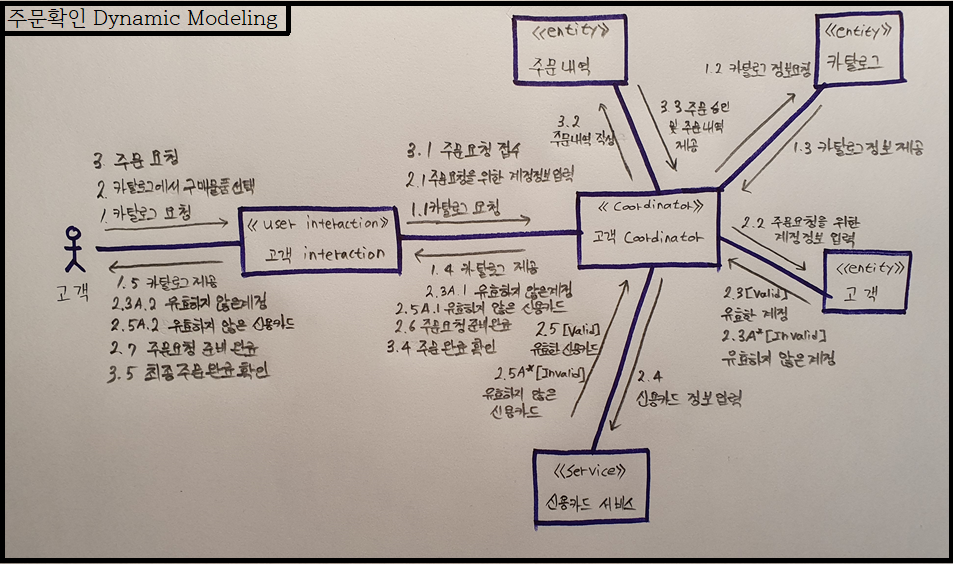 주문확인 Dynamic Modeling
《entity》
주문내역
《entity》
카탈로그
1.2 카탈로그 정보요청
3.2
주문내역 작성
3.3 주문 승인
및 주문내역
제공
1.3 카탈로그 정보 제공
3. 주문 요청
2. 카탈로그에서 구매물품 선택
1. 카탈로그 요청
3.1 주문요청 접수
2.1 주문요청을 위한 계정정보 입력
1.1 카탈로그 요청
고객
《user interaction》
고객 interaction
《Coordinator》
고객 Coordinator
2.2 주문요청을 위한
계정정보 입력
《entity》
고객
1.5 카탈로그 제공
2.3A.2 유효하지 않은계정
2.5A.2 유효하지 않은 신용카드
2.7 주문요청 준비 완료
3.5 최종주문완료 확인
1.4 카탈로그 제공
2.3A.1 유효하지 않은계정
2.5A.1 유효하지 않은 신용카드
2.6 주문요청 준비완료
3.4 주문 완료 확인
2.5 [Valid]
유효한 신용카드
2.5A*[Invalid]
유효하지 않은
신용카드
2.4
신용카드 정보 입력
2.3[Valid]
유효한 계정
2.3A*[Invalid]
유효하지 않은 계정
《Service》
신용카드 서비스